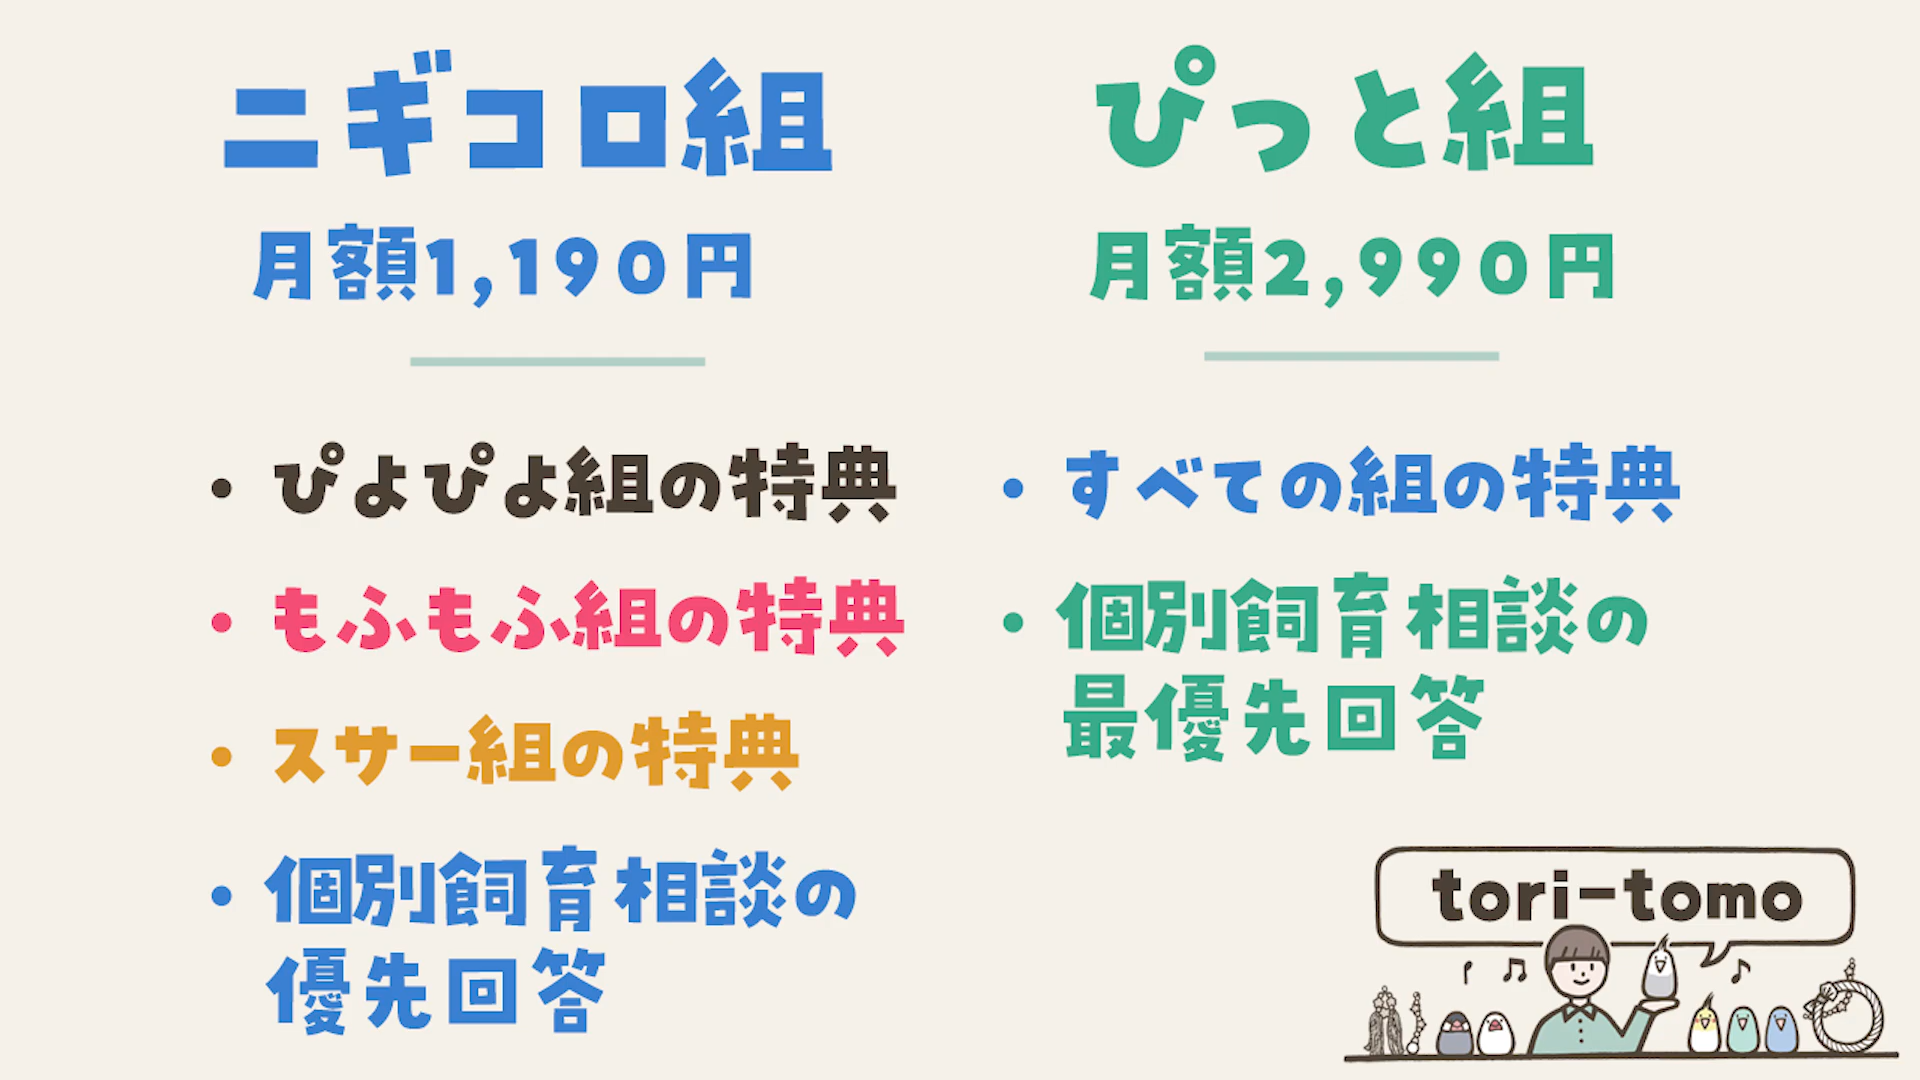 ニギコロ組
月額1,190円
・ぴよぴよ組の特典
・もふもふ組の特典
・スサー組の特典
・個別飼育相談の
優先回答
ぴっと組
月額2,990円
・すべての組の特典
・個別飼育相談の
最優先回答
tori-tomo